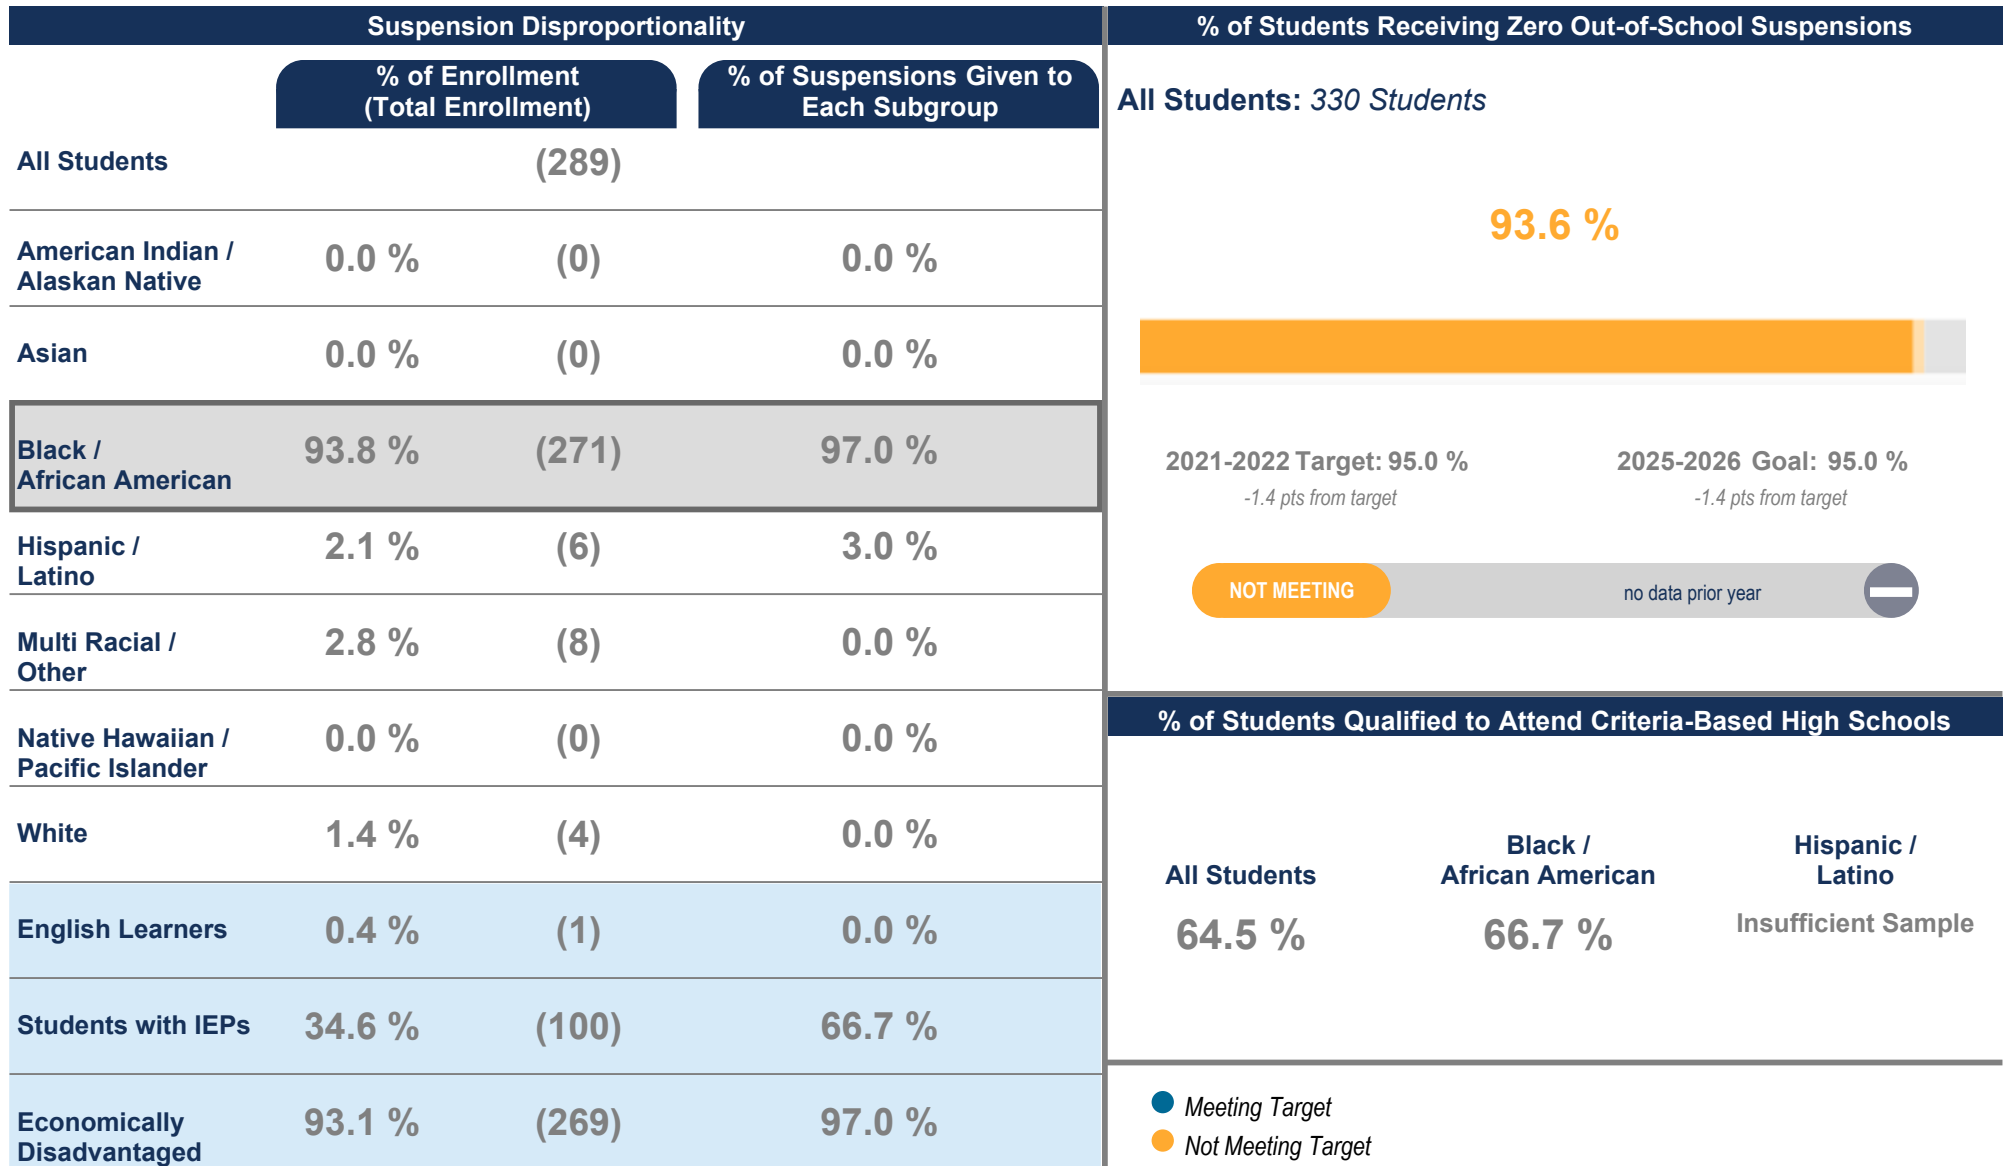 Suspension Disproportionality
% of Enrollment
(Total Enrollment)
% of Suspensions Given to
Each Subgroup
All Students (289)
American Indian /
Alaskan Native
0.0 % (0) 0.0 %
Asian 0.0 % (0) 0.0 %
Black /
African American
93.8 % (271) 97.0 %
Hispanic /
Latino
2.1 % (6) 3.0 %
Multi Racial /
Other
2.8 % (8) 0.0 %
Native Hawaiian /
Pacific Islander
0.0 % (0) 0.0 %
White 1.4 % (4) 0.0 %
English Learners 0.4 % (1) 0.0 %
Students with IEPs 34.6 % (100) 66.7 %
Economically
Disadvantaged
93.1 % (269) 97.0 %
% of Students Receiving Zero Out-of-School Suspensions
All Students: 330 Students
93.6 %
2021-2022 Target: 95.0 %
-1.4 pts from target
2025-2026 Goal: 95.0 %
-1.4 pts from target
NOT MEETING
no data prior year
% of Students Qualified to Attend Criteria-Based High Schools
All Students
64.5 %
Black /
African American
66.7 %
Hispanic /
Latino
Insufficient Sample
Meeting Target
Not Meeting Target